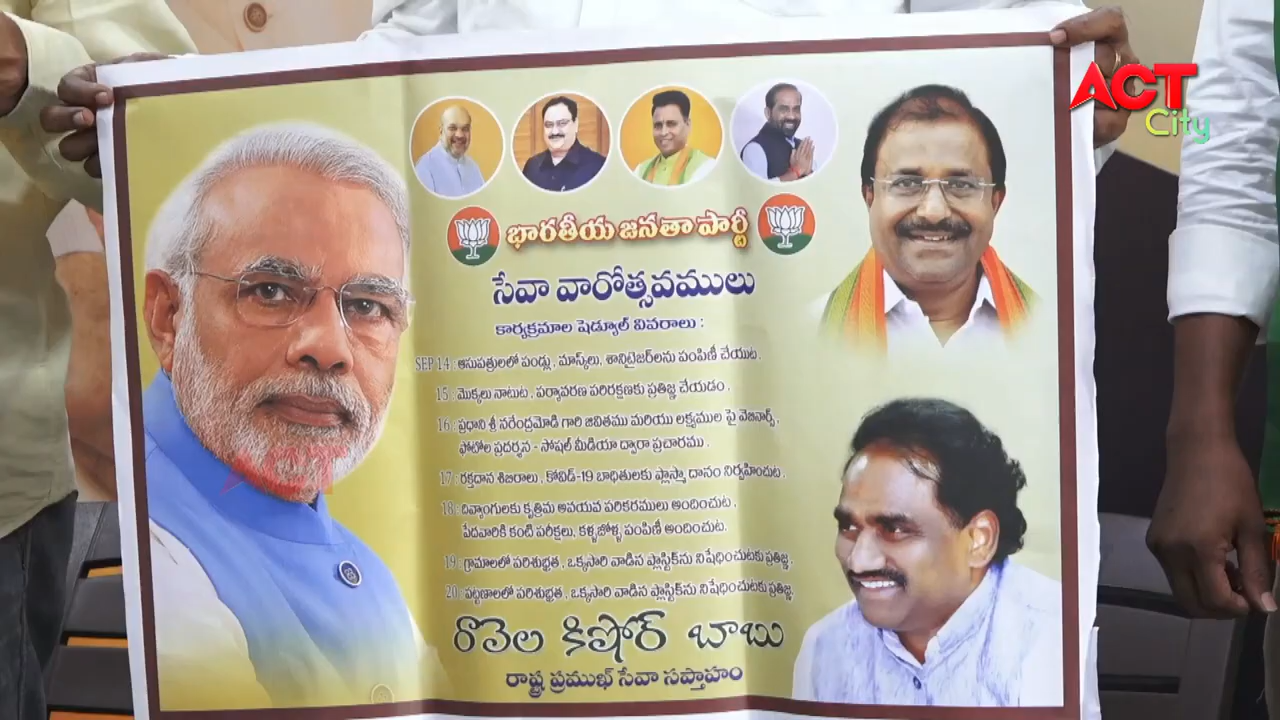 ACT
City
భారతీయ జనతా పార్టీ
సేవా వారోత్సవములు
కార్యక్రమాల షెడ్యూల్ వివరాలు :
SEP 14 : ఆసుపత్రులలో పండ్లు, మాస్క్‌లు, శానిటైజర్‌లను పంపిణీ చేయుట.
15 : మొక్కలు నాటుట, పర్యావరణ పరిరక్షణకు ప్రతిజ్ఞ చేయడం.
16 : ప్రధాని శ్రీ నరేంద్రమోడి గారి జీవితము మరియు లక్ష్యముల పై వెబినార్స్,
ఫోటోల ప్రదర్శన - సోషల్ మీడియా ద్వారా ప్రచారము.
17 : రక్తదాన శిబిరాలు, కోవిడ్-19 బాధితులకు ప్లాస్మా దానం నిర్వహించుట.
18 : దివ్యాంగులకు కృత్రిమ అవయవ పరికరములు అందించుట,
పేదవారికి కంటి పరీక్షలు, కళ్ళజోళ్ళ పంపిణీ అందించుట.
19 : గ్రామాలలో పరిశుభ్రత, ఒక్కసారి వాడిన ప్లాస్టిక్‌ను నిషేధించుటకు ప్రతిజ్ఞ.
20 : పట్టణాలలో పరిశుభ్రత, ఒక్కసారి వాడిన ప్లాస్టిక్‌ను నిషేధించుటకు ప్రతిజ్ఞ
రావెల కిషోర్ బాబు
రాష్ట్ర ప్రముఖ్ సేవా సప్తాహం